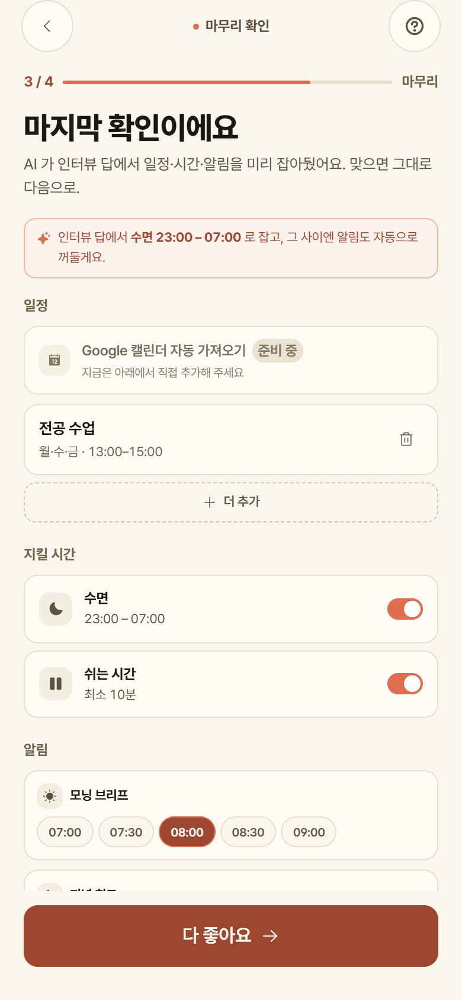 마무리 확인
3 / 4
마무리
마지막 확인이에요
AI 가 인터뷰 답에서 일정·시간·알림을 미리 잡아뒀어요. 맞으면 그대로
다음으로.
인터뷰 답에서 수면 23:00 – 07:00 로 잡고, 그 사이엔 알림도 자동으로
꺼둘게요.
일정
12
Google 캘린더 자동 가져오기 준비 중
지금은 아래에서 직접 추가해 주세요
전공 수업
월·수·금 · 13:00–15:00
더 추가
지킬 시간
수면
23:00 – 07:00
쉬는 시간
최소 10분
알림
모닝 브리프
07:00 07:30 08:00 08:30 09:00
다 좋아요 →